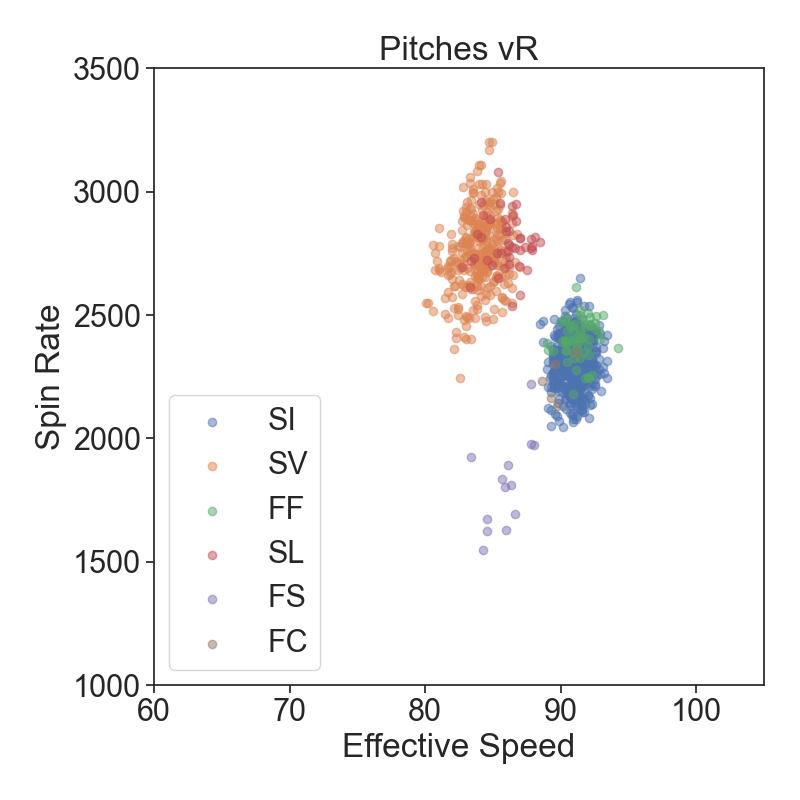 Pitches vR
3500
3000
2500
2000
1500
1000
Spin Rate
SI
SV
FF
SL
FS
FC
60
70
80
90
100
Effective Speed